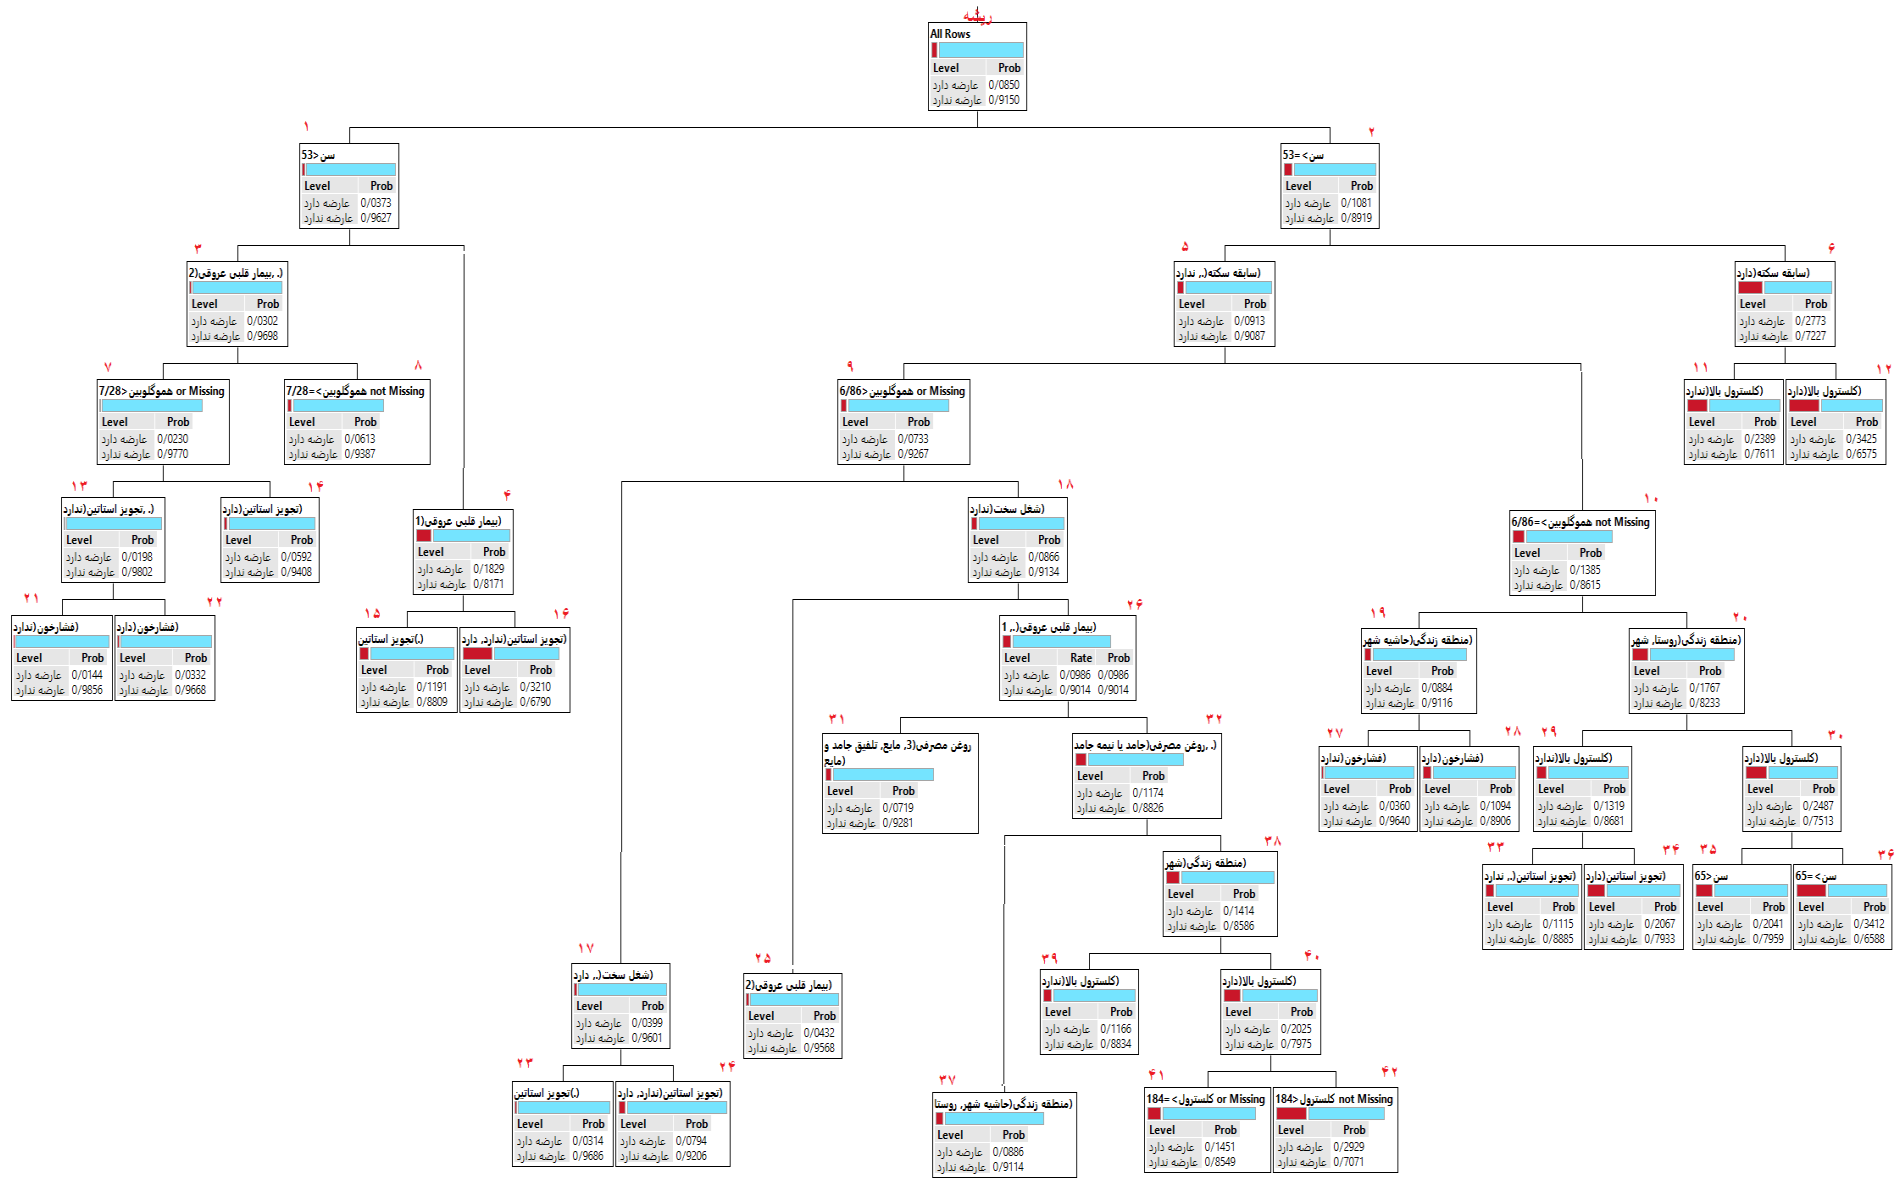 ریشه
All Rows
Level Prob
عارضه دارد 0/0850
عارضه ندارد 0/9150
۱
سن<53
Level Prob
عارضه دارد 0/0373
عارضه ندارد 0/9627
۲
سن>=53
Level Prob
عارضه دارد 0/1081
عارضه ندارد 0/8919
۳
بیمار قلبی عروقی(2, .)
Level Prob
عارضه دارد 0/0302
عارضه ندارد 0/9698
۵
سابقه سکته(., ندارد)
Level Prob
عارضه دارد 0/0913
عارضه ندارد 0/9087
۶
سابقه سکته(دارد)
Level Prob
عارضه دارد 0/2773
عارضه ندارد 0/7227
۷
هموگلوبین<7/28 or Missing
Level Prob
عارضه دارد 0/0230
عارضه ندارد 0/9770
۸
هموگلوبین>=7/28 not Missing
Level Prob
عارضه دارد 0/0613
عارضه ندارد 0/9387
۹
هموگلوبین<6/86 or Missing
Level Prob
عارضه دارد 0/0733
عارضه ندارد 0/9267
۱۱
کلسترول بالا(ندارد)
Level Prob
عارضه دارد 0/2389
عارضه ندارد 0/7611
۱۲
کلسترول بالا(دارد)
Level Prob
عارضه دارد 0/3425
عارضه ندارد 0/6575
۱۳
تجویز استاتین(ندارد, .)
Level Prob
عارضه دارد 0/0198
عارضه ندارد 0/9802
۱۴
تجویز استاتین(دارد)
Level Prob
عارضه دارد 0/0592
عارضه ندارد 0/9408
۴
بیمار قلبی عروقی(1)
Level Prob
عارضه دارد 0/1829
عارضه ندارد 0/8171
۱۸
شغل سخت(ندارد)
Level Prob
عارضه دارد 0/0866
عارضه ندارد 0/9134
۱۰
هموگلوبین>=6/86 not Missing
Level Prob
عارضه دارد 0/1385
عارضه ندارد 0/8615
۲۱
فشارخون(ندارد)
Level Prob
عارضه دارد 0/0144
عارضه ندارد 0/9856
۲۲
فشارخون(دارد)
Level Prob
عارضه دارد 0/0332
عارضه ندارد 0/9668
۱۵
تجویز استاتین(.)
Level Prob
عارضه دارد 0/1191
عارضه ندارد 0/8809
۱۶
تجویز استاتین(ندارد, دارد)
Level Prob
عارضه دارد 0/3210
عارضه ندارد 0/6790
۲۶
بیمار قلبی عروقی(., 1)
Level Rate Prob
عارضه دارد 0/0986 0/0986
عارضه ندارد 0/9014 0/9014
۱۹
منطقه زندگی(حاشیه شهر)
Level Prob
عارضه دارد 0/0884
عارضه ندارد 0/9116
۲۰
منطقه زندگی(روستا, شهر)
Level Prob
عارضه دارد 0/1767
عارضه ندارد 0/8233
۳۱
روغن مصرفی(3, مایع, تلفیق جامد و
مایع)
Level Prob
عارضه دارد 0/0719
عارضه ندارد 0/9281
۳۲
روغن مصرفی(جامد یا نیمه جامد, .)
Level Prob
عارضه دارد 0/1174
عارضه ندارد 0/8826
۲۷
فشارخون(ندارد)
Level Prob
عارضه دارد 0/0360
عارضه ندارد 0/9640
۲۸
فشارخون(دارد)
Level Prob
عارضه دارد 0/1094
عارضه ندارد 0/8906
۲۹
کلسترول بالا(ندارد)
Level Prob
عارضه دارد 0/1319
عارضه ندارد 0/8681
۳۰
کلسترول بالا(دارد)
Level Prob
عارضه دارد 0/2487
عارضه ندارد 0/7513
۳۸
منطقه زندگی(شهر)
Level Prob
عارضه دارد 0/1414
عارضه ندارد 0/8586
۳۳
تجویز استاتین(., ندارد)
Level Prob
عارضه دارد 0/1115
عارضه ندارد 0/8885
۳۴
تجویز استاتین(دارد)
Level Prob
عارضه دارد 0/2067
عارضه ندارد 0/7933
۳۵
سن<65
Level Prob
عارضه دارد 0/2041
عارضه ندارد 0/7959
۳۶
سن>=65
Level Prob
عارضه دارد 0/3412
عارضه ندارد 0/6588
۱۷
شغل سخت(., دارد)
Level Prob
عارضه دارد 0/0399
عارضه ندارد 0/9601
۲۵
بیمار قلبی عروقی(2)
Level Prob
عارضه دارد 0/0432
عارضه ندارد 0/9568
۳۹
کلسترول بالا(ندارد)
Level Prob
عارضه دارد 0/1166
عارضه ندارد 0/8834
۴۰
کلسترول بالا(دارد)
Level Prob
عارضه دارد 0/2025
عارضه ندارد 0/7975
۲۳
تجویز استاتین(.)
Level Prob
عارضه دارد 0/0314
عارضه ندارد 0/9686
۲۴
تجویز استاتین(ندارد, دارد)
Level Prob
عارضه دارد 0/0794
عارضه ندارد 0/9206
۳۷
منطقه زندگی(حاشیه شهر, روستا)
Level Prob
عارضه دارد 0/0886
عارضه ندارد 0/9114
۴۱
کلسترول>=184 or Missing
Level Prob
عارضه دارد 0/1451
عارضه ندارد 0/8549
۴۲
کلسترول<184 not Missing
Level Prob
عارضه دارد 0/2929
عارضه ندارد 0/7071